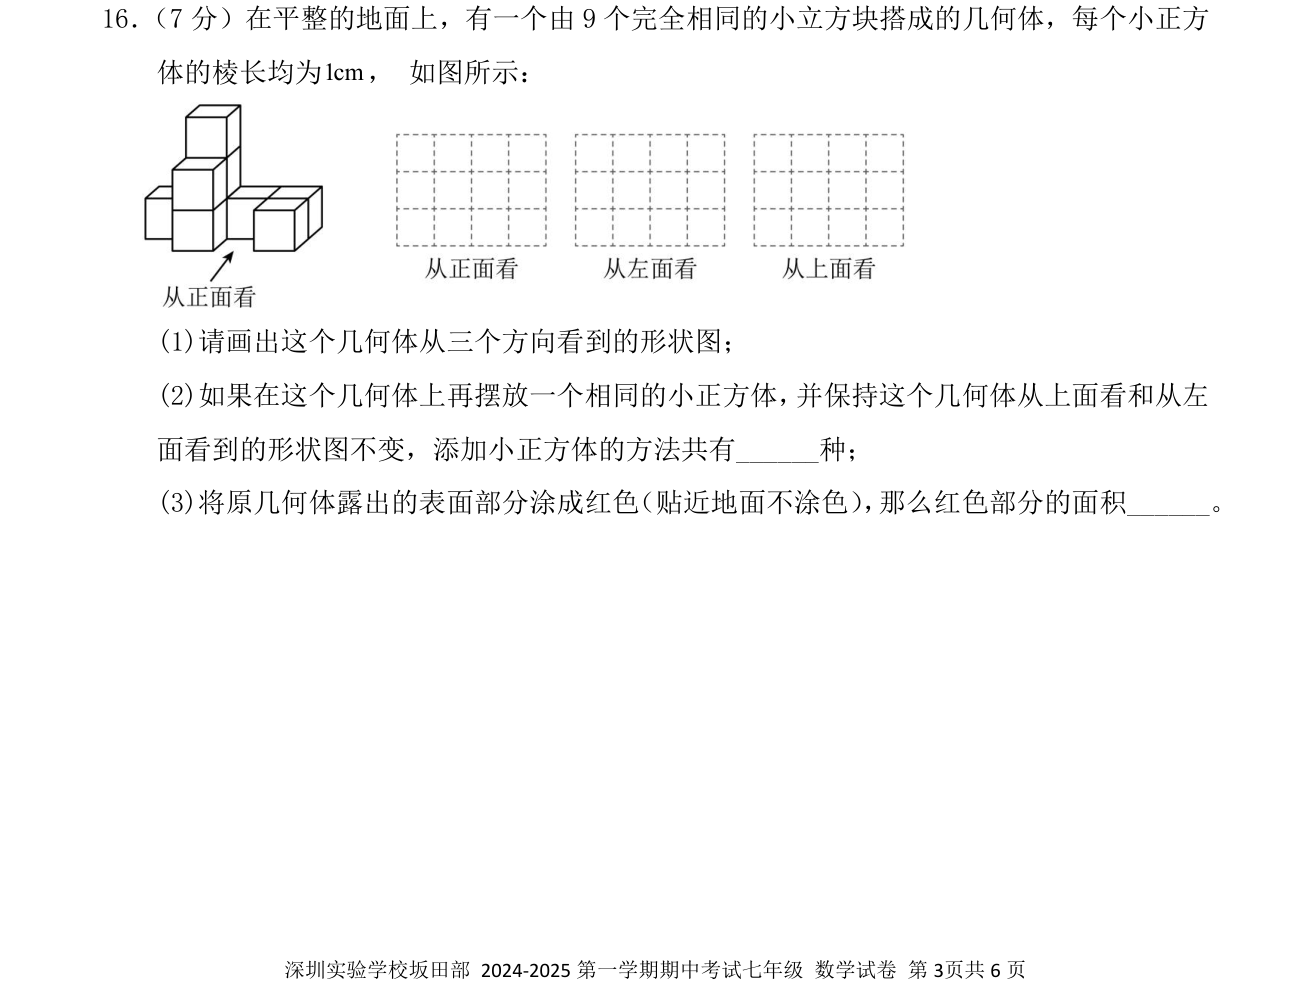 16.（7 分）在平整的地面上，有一个由 9 个完全相同的小立方块搭成的几何体，每个小正方
体的棱长均为1cm， 如图所示：
从正面看 从左面看 从上面看
从正面看
(1)请画出这个几何体从三个方向看到的形状图；
(2)如果在这个几何体上再摆放一个相同的小正方体，并保持这个几何体从上面看和从左
面看到的形状图不变，添加小正方体的方法共有______种；
(3)将原几何体露出的表面部分涂成红色（贴近地面不涂色），那么红色部分的面积______。
深圳实验学校坂田部 2024-2025 第一学期期中考试七年级 数学试卷 第 3页共 6 页